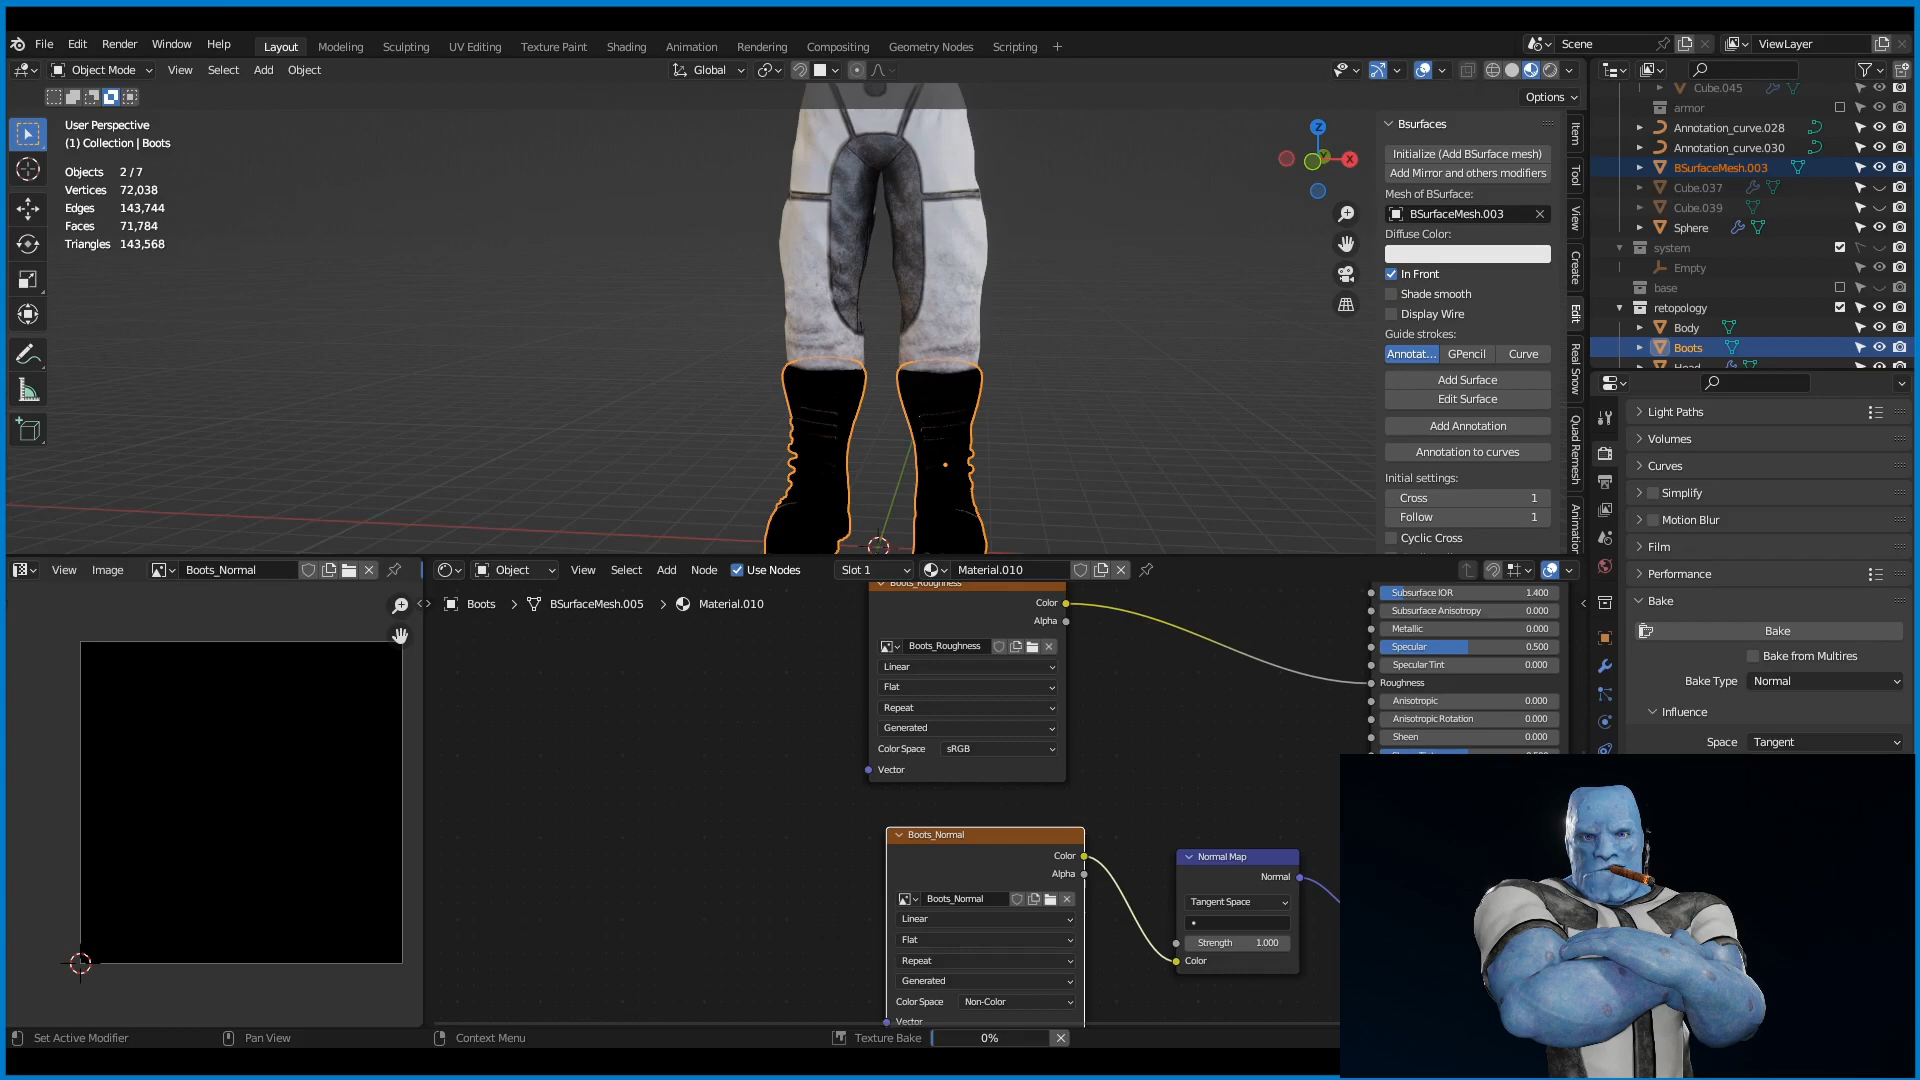 File Edit Render Window Help Layout Modeling Sculpting UV Editing Texture Paint Shading Animation Rendering Compositing Geometry Nodes Scripting + Scene ViewLayer
Object Mode View Select Add Object Global
Options
User Perspective
(1) Collection | Boots
Objects 2 / 7
Vertices 72,038
Edges 143,744
Faces 71,784
Triangles 143,568
Z
X
Bsurfaces
Initialize (Add BSurface mesh)
Add Mirror and others modifiers
Mesh of BSurface:
BSurfaceMesh.003
Diffuse Color:
In Front
Shade smooth
Display Wire
Guide strokes:
Annotat... GPencil Curve
Add Surface
Edit Surface
Add Annotation
Annotation to curves
Initial settings:
Cross 1
Follow 1
Cyclic Cross
Item
Tool
View
Create
Edit
Real Snow
Quad Remesh
Animation
Cube.045
armor
Annotation_curve.028
Annotation_curve.030
BSurfaceMesh.003
Cube.037
Cube.039
Sphere
system
Empty
base
retopology
Body
Boots
Head
Light Paths
Volumes
Curves
Simplify
Motion Blur
Film
Performance
Bake
Bake
Bake from Multires
Bake Type Normal
Influence
Space Tangent
View Image Boots_Normal
Object View Select Add Node Use Nodes Slot 1 Material.010
Boots > BSurfaceMesh.005 > Material.010
Boots_Roughness
Color
Alpha
Boots_Roughness
Linear
Flat
Repeat
Generated
Color Space sRGB
Vector
Subsurface IOR 1.400
Subsurface Anisotropy 0.000
Metallic 0.000
Specular 0.500
Specular Tint 0.000
Roughness
Anisotropic 0.000
Anisotropic Rotation 0.000
Sheen 0.000
Boots_Normal
Color
Alpha
Boots_Normal
Linear
Flat
Repeat
Generated
Color Space Non-Color
Vector
Normal Map
Normal
Tangent Space
Strength 1.000
Color
Set Active Modifier Pan View Context Menu Texture Bake 0%